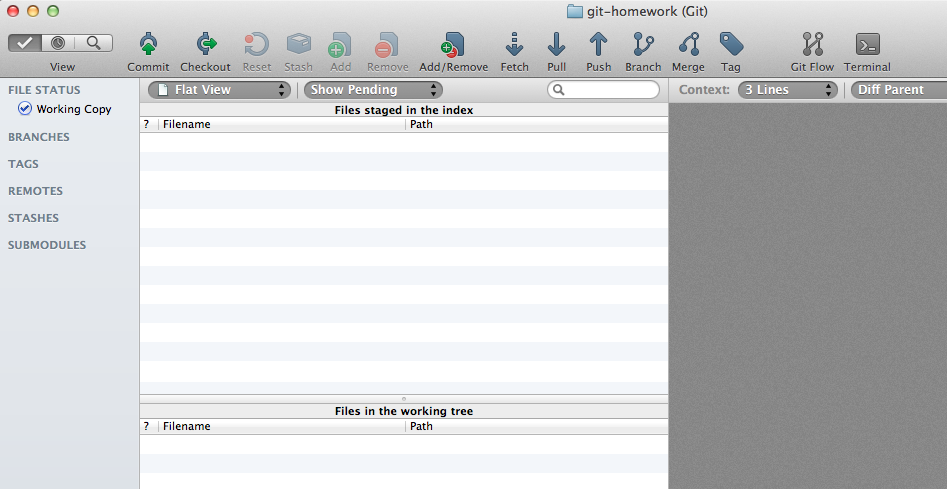 git-homework (Git)
View Commit Checkout Reset Stash Add Remove Add/Remove Fetch Pull Push Branch Merge Tag Git Flow Terminal
FILE STATUS
Working Copy
BRANCHES
TAGS
REMOTES
STASHES
SUBMODULES
Flat View Show Pending
Files staged in the index
? Filename Path
Files in the working tree
? Filename Path
Context: 3 Lines Diff Parent